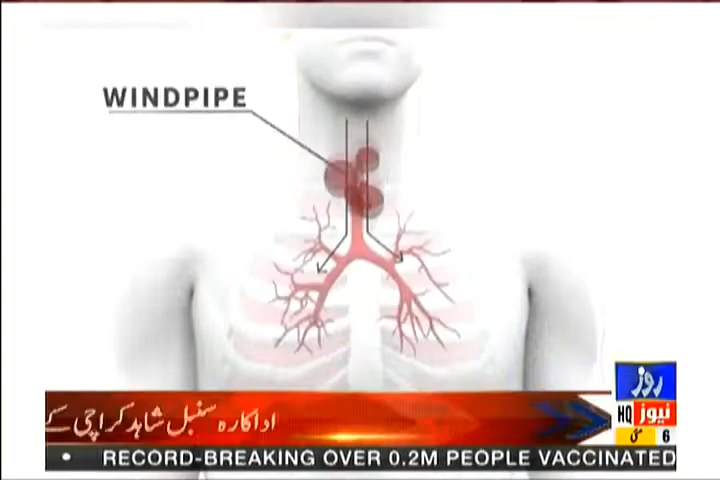 WINDPIPE
روز
نیوز HQ
6 مئی
اداکارہ سنبل شاہد کراچی کے
• RECORD-BREAKING OVER 0.2M PEOPLE VACCINATED